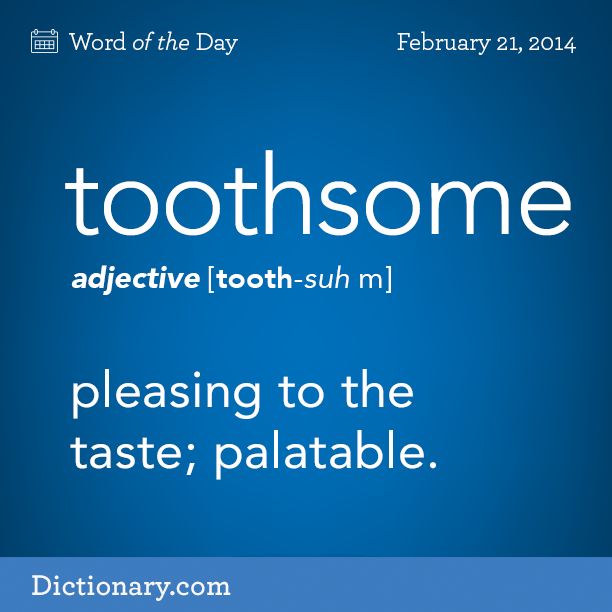 Word of the Day February 21, 2014
toothsome
adjective [tooth-suh m]
pleasing to the
taste; palatable.
Dictionary.com